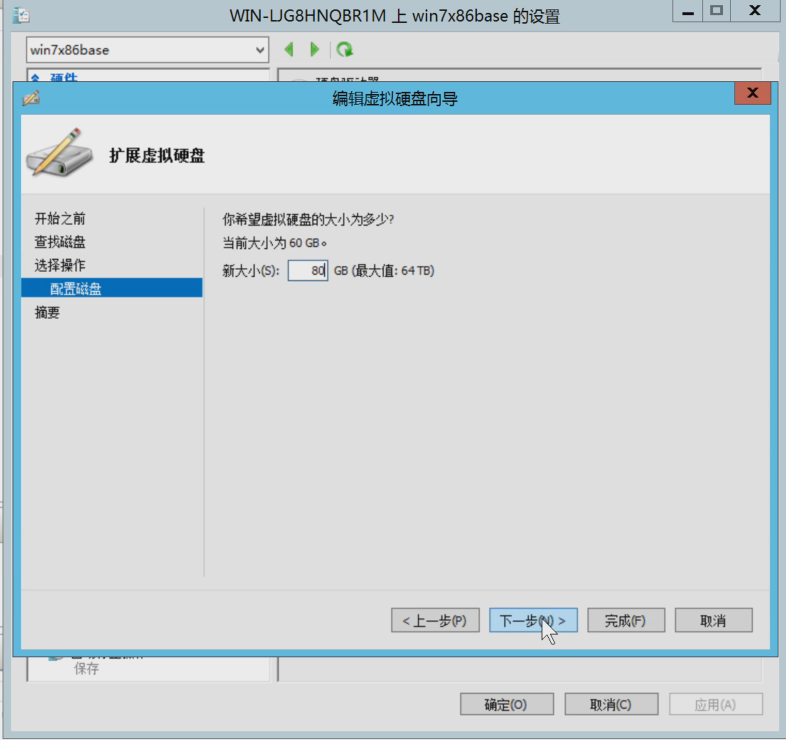 WIN-LJG8HNQBR1M 上 win7x86base 的设置
win7x86base
硬件
编辑虚拟硬盘向导
扩展虚拟硬盘
开始之前
查找磁盘
选择操作
配置磁盘
摘要
你希望虚拟硬盘的大小为多少?
当前大小为 60 GB。
新大小(S): 80 GB (最大值: 64 TB)
< 上一步(P) 下一步(N) > 完成(F) 取消
保存
确定(O) 取消(C) 应用(A)